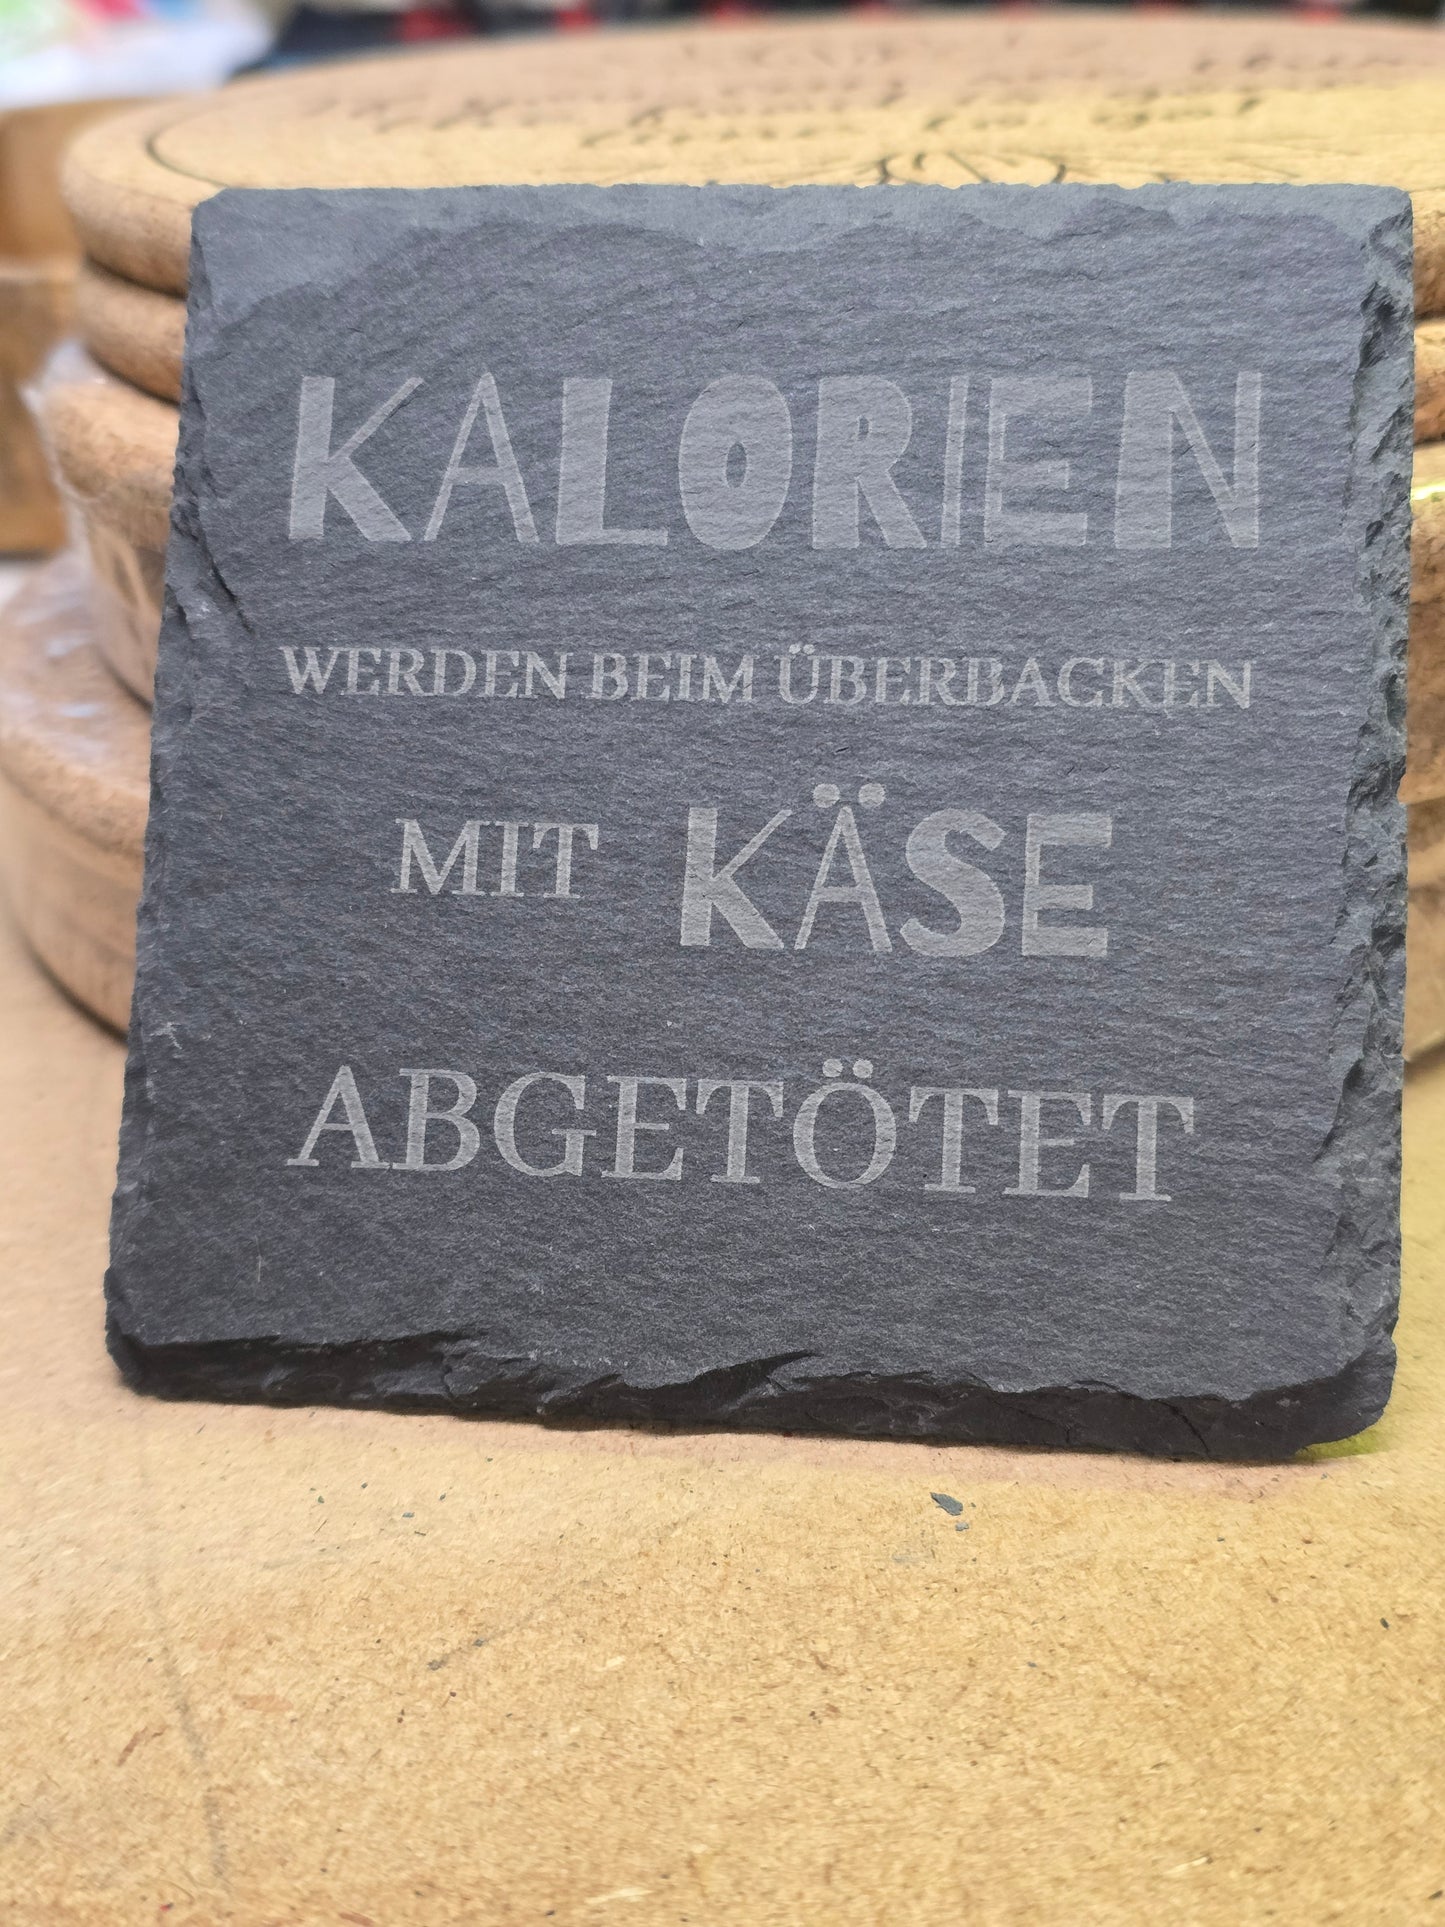 KALORIEN
WERDEN BEIM ÜBERBACKEN
MIT KÄSE
ABGETÖTET